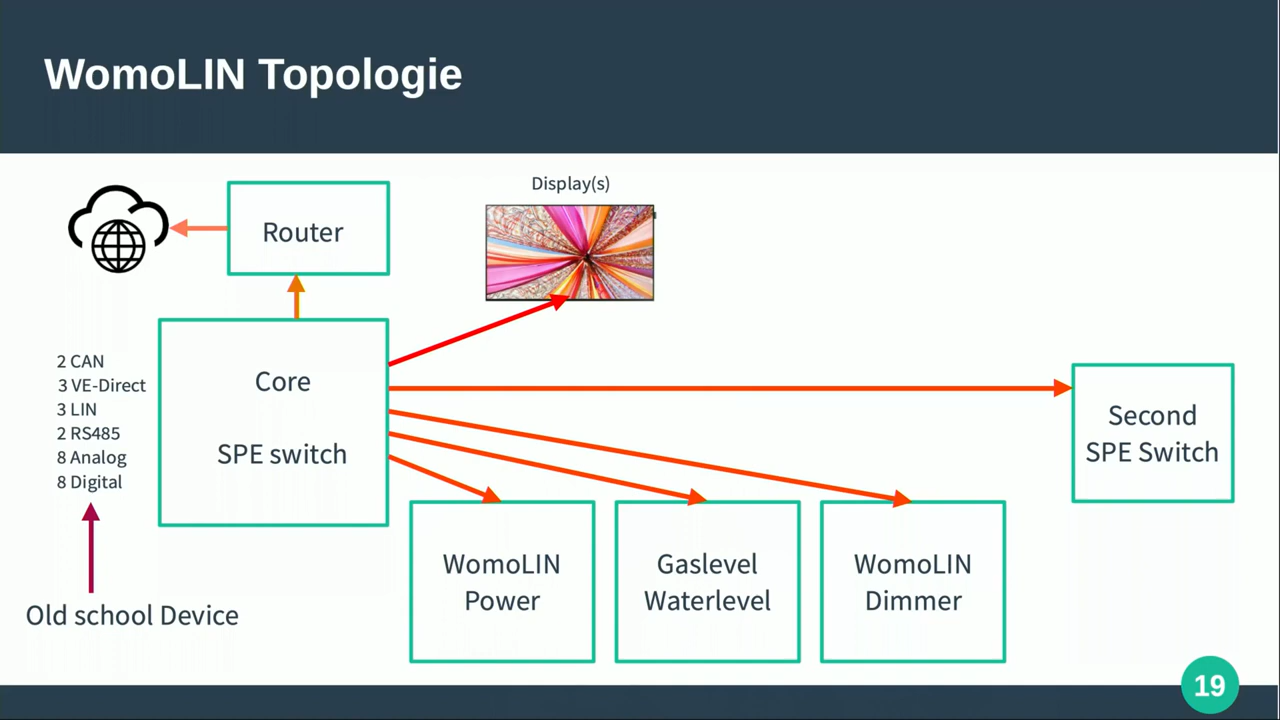 WomoLIN Topologie
Display(s)
Router
2 CAN
3 VE-Direct
3 LIN
2 RS485
8 Analog
8 Digital
Core
SPE switch
Second
SPE Switch
WomoLIN
Power
Gaslevel
Waterlevel
WomoLIN
Dimmer
Old school Device
19